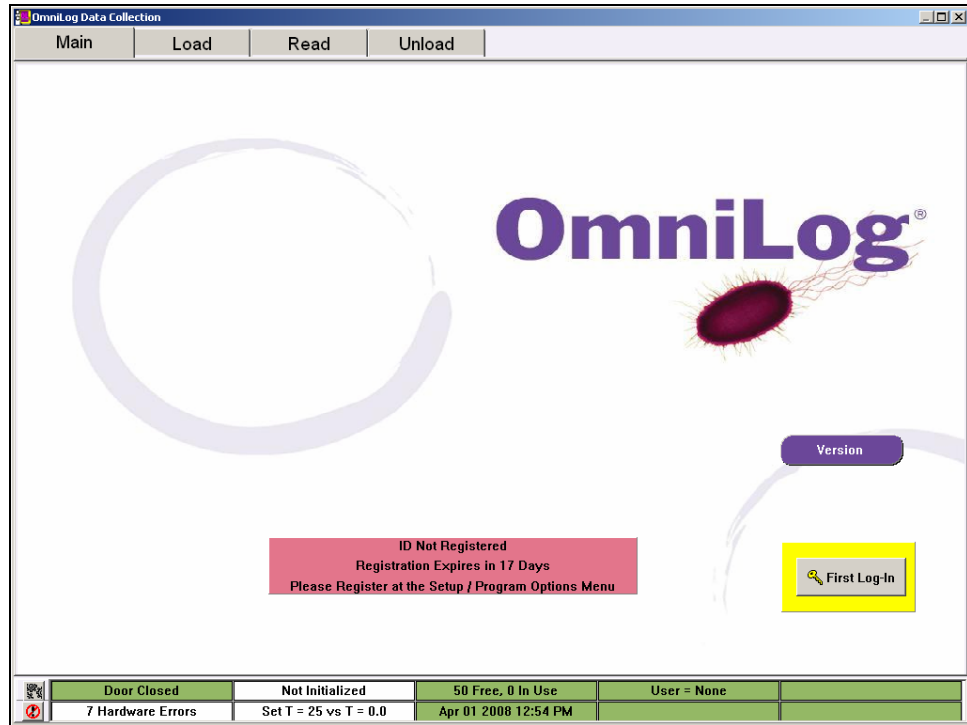 OmniLog Data Collection
Main Load Read Unload
OmniLog®
Version
ID Not Registered
Registration Expires in 17 Days
Please Register at the Setup / Program Options Menu
First Log-In
Door Closed Not Initialized 50 Free, 0 In Use User = None
7 Hardware Errors Set T = 25 vs T = 0.0 Apr 01 2008 12:54 PM